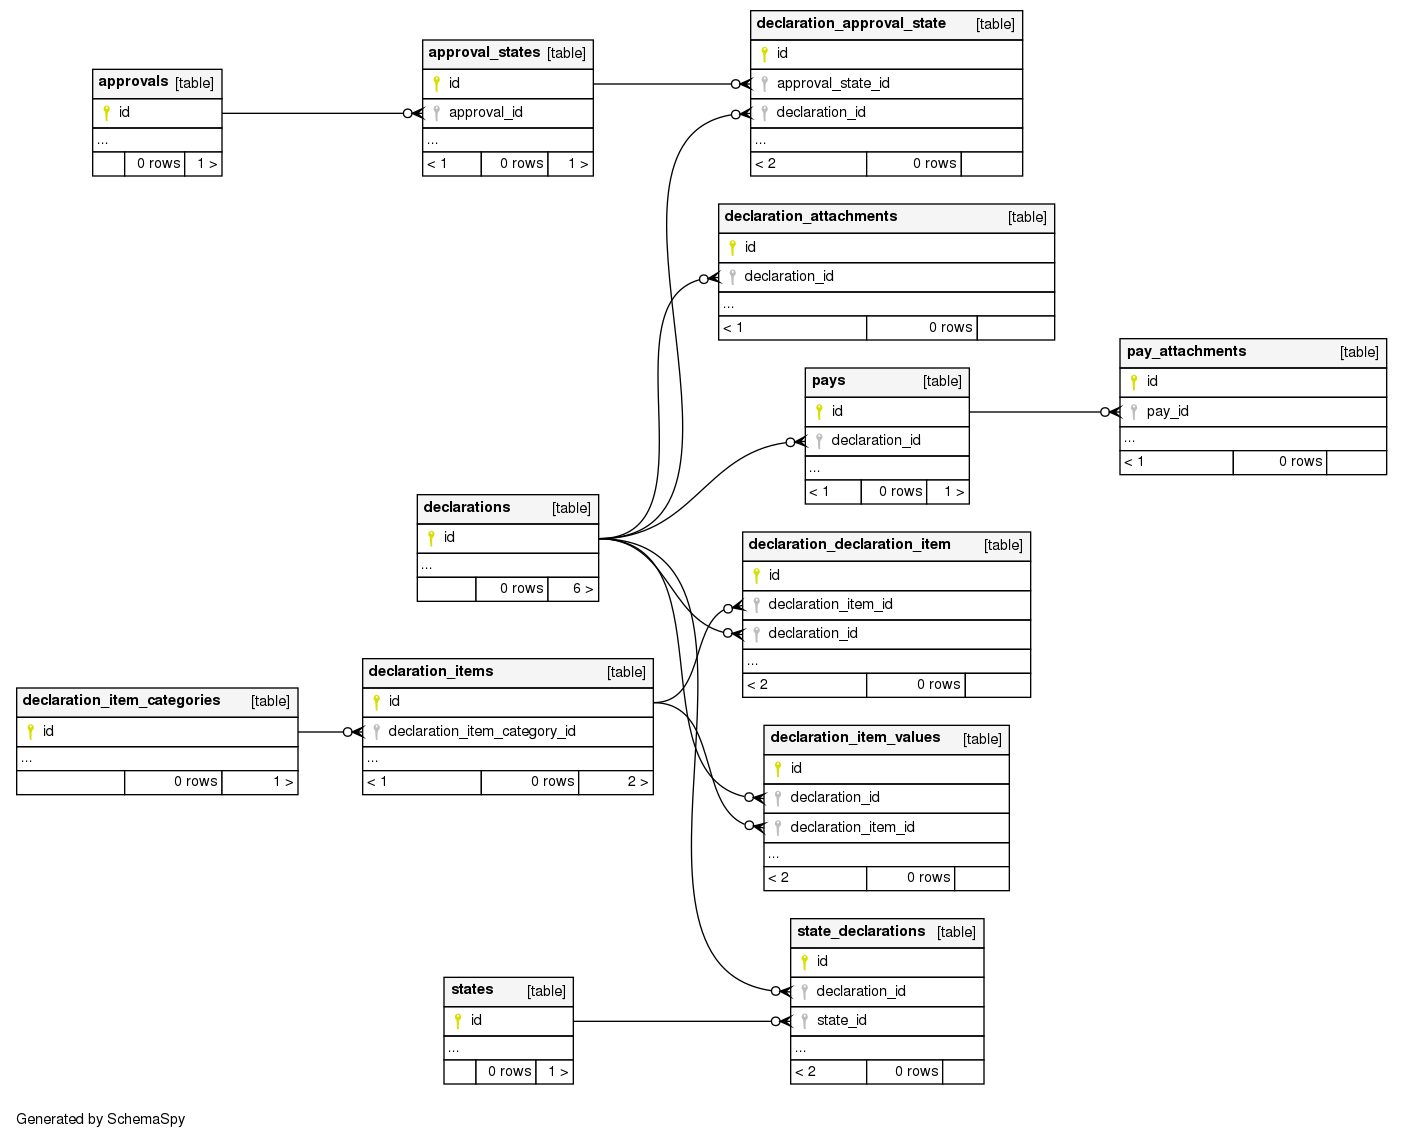 approvals [table]
id
...
0 rows 1 >
approval_states [table]
id
approval_id
...
< 1 0 rows 1 >
declaration_approval_state [table]
id
approval_state_id
declaration_id
...
< 2 0 rows
declaration_attachments [table]
id
declaration_id
...
< 1 0 rows
pays [table]
id
declaration_id
...
< 1 0 rows 1 >
pay_attachments [table]
id
pay_id
...
< 1 0 rows
declarations [table]
id
...
0 rows 6 >
declaration_declaration_item [table]
id
declaration_item_id
declaration_id
...
< 2 0 rows
declaration_item_categories [table]
id
...
0 rows 1 >
declaration_items [table]
id
declaration_item_category_id
...
< 1 0 rows 2 >
declaration_item_values [table]
id
declaration_id
declaration_item_id
...
< 2 0 rows
states [table]
id
...
0 rows 1 >
state_declarations [table]
id
declaration_id
state_id
...
< 2 0 rows
Generated by SchemaSpy